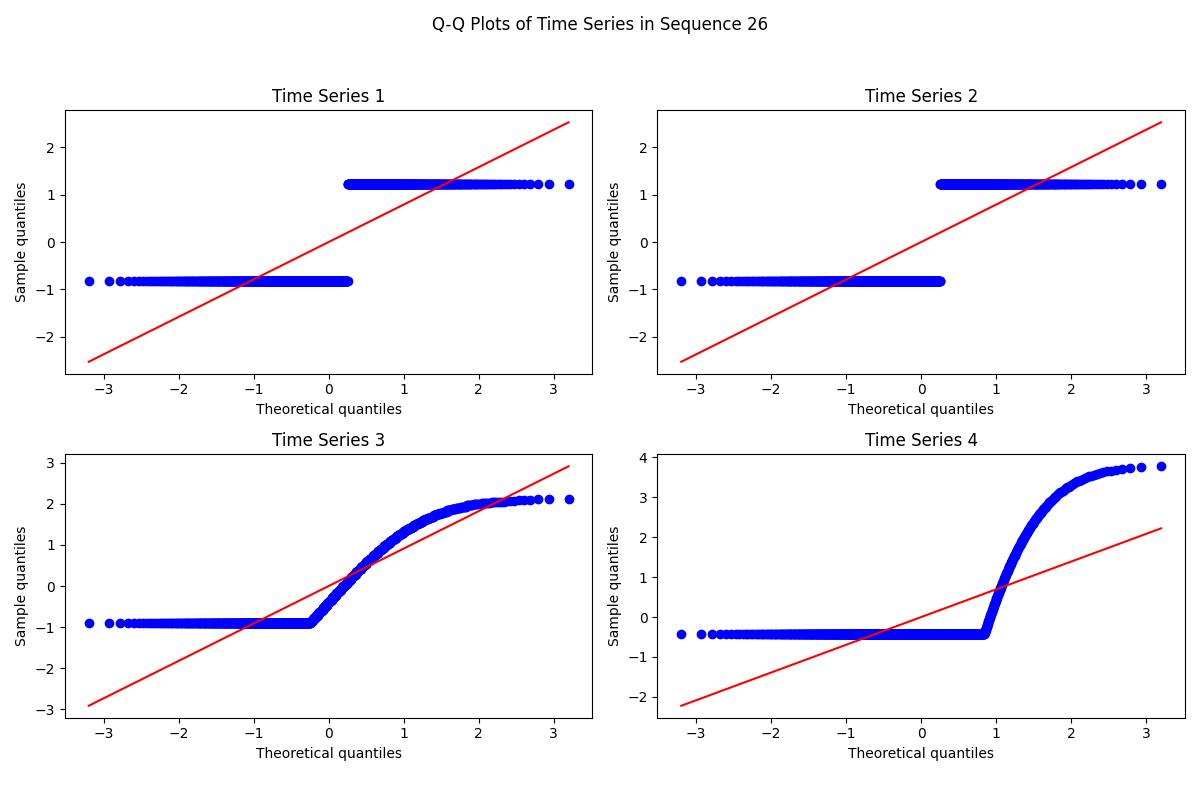 Q-Q Plots of Time Series in Sequence 26
Time Series 1
Sample quantiles
2
1
0
−1
−2
−3 −2 −1 0 1 2 3
Theoretical quantiles
Time Series 2
Sample quantiles
2
1
0
−1
−2
−3 −2 −1 0 1 2 3
Theoretical quantiles
Time Series 3
Sample quantiles
3
2
1
0
−1
−2
−3
−3 −2 −1 0 1 2 3
Theoretical quantiles
Time Series 4
Sample quantiles
4
3
2
1
0
−1
−2
−3 −2 −1 0 1 2 3
Theoretical quantiles